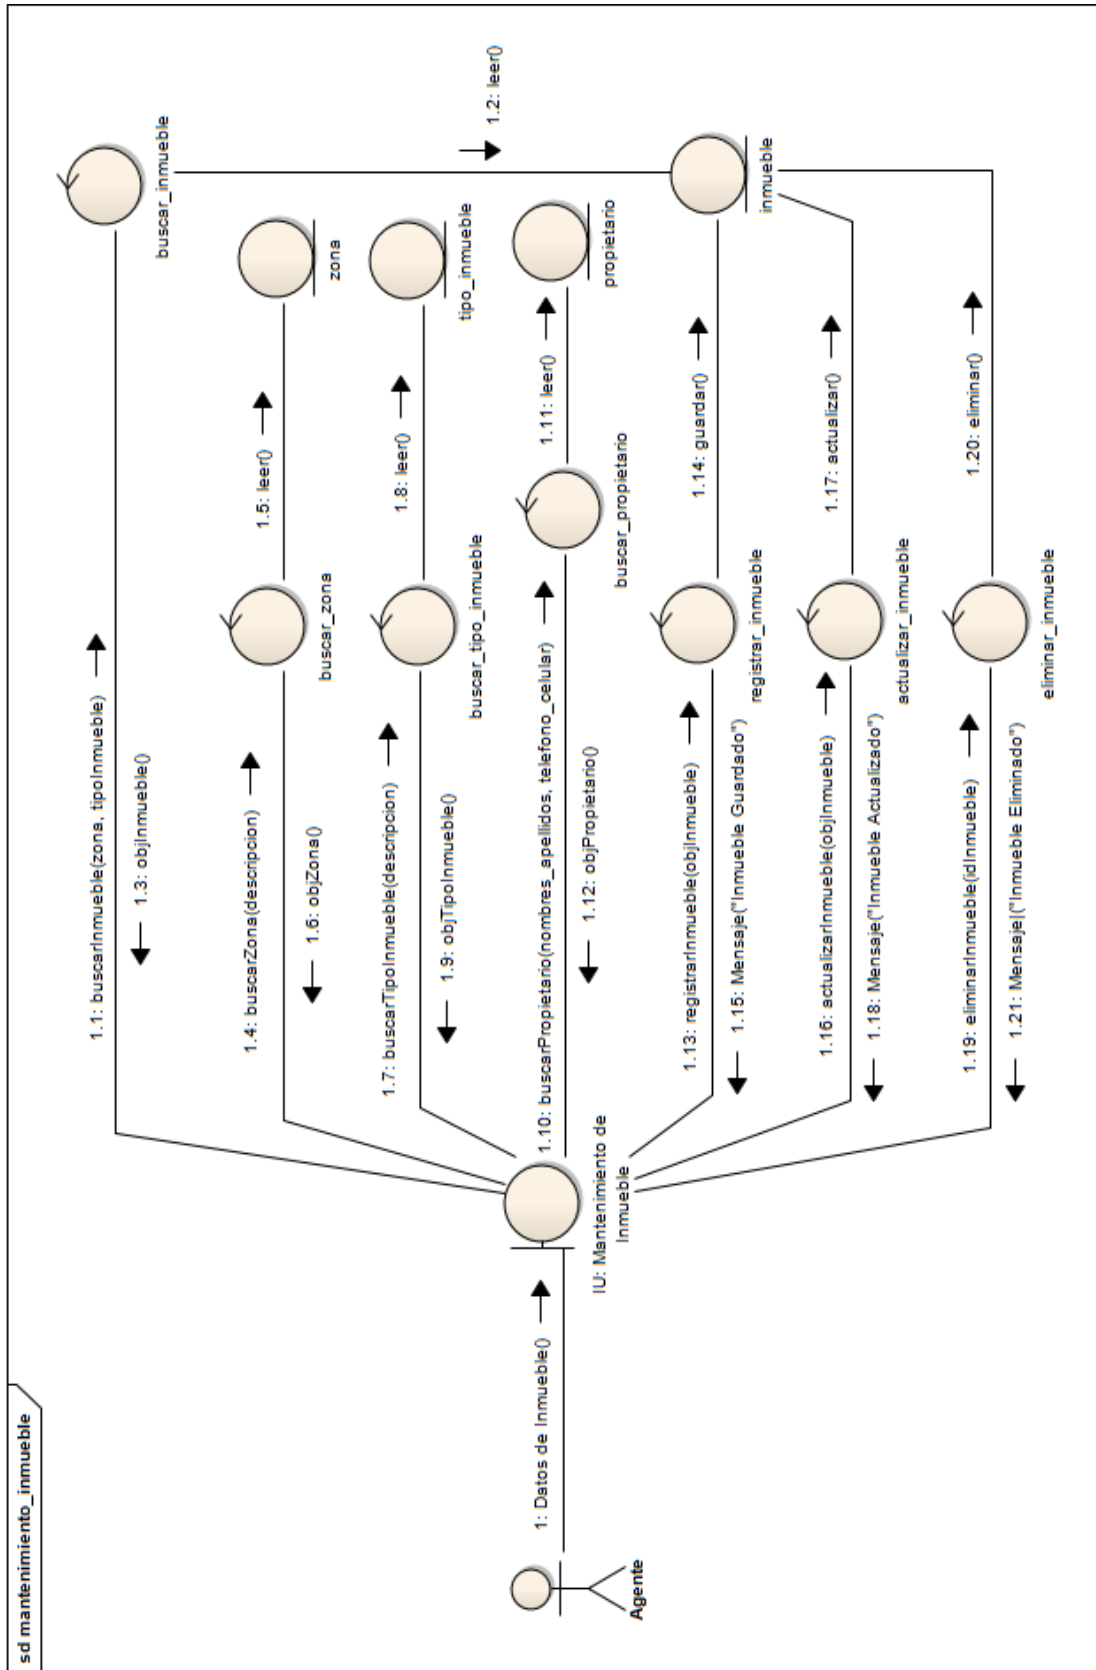 sd mantenimiento_inmueble
Agente
1: Datos de Inmueble()
IU: Mantenimiento de
Inmueble
1.1: buscarInmueble(zona, tipoInmueble)
1.3: objInmueble()
buscar_inmueble
1.2: leer()
1.4: buscarZona(descripcion)
1.6: objZona()
buscar_zona
1.5: leer()
zona
1.7: buscarTipoInmueble(descripcion)
1.9: objTipoInmueble()
buscar_tipo_inmueble
1.8: leer()
tipo_inmueble
1.10: buscarPropietario(nombres_apellidos, telefono_celular)
1.12: objPropietario()
buscar_propietario
1.11: leer()
propietario
1.13: registrarInmueble(objInmueble)
1.15: Mensaje("Inmueble Guardado")
registrar_inmueble
1.14: guardar()
inmueble
1.16: actualizarInmueble(objInmueble)
1.18: Mensaje("Inmueble Actualizado")
actualizar_inmueble
1.17: actualizar()
1.19: eliminarInmueble(idInmueble)
1.21: Mensaje|("Inmueble Eliminado")
eliminar_inmueble
1.20: eliminar()